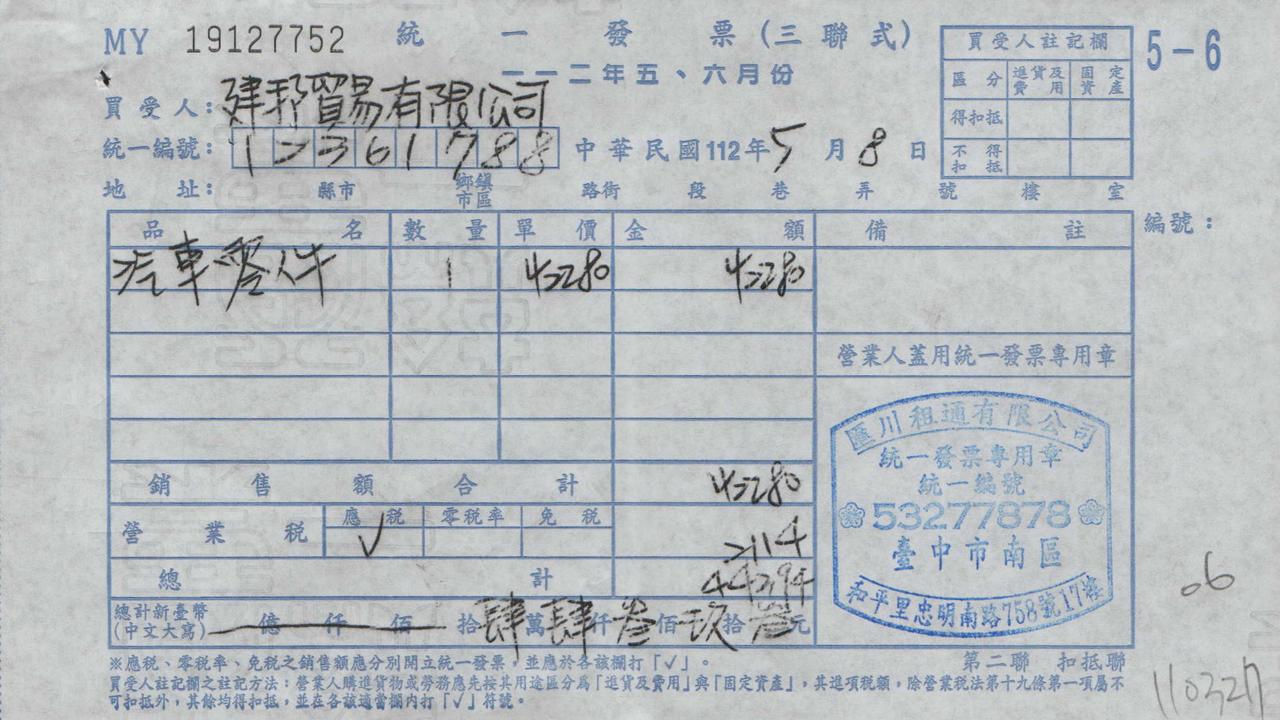 MY 19127752 統一發票(三聯式)
一一二年五、六月份
5-6
買受人註記欄
區分 進貨及費用 固定資產
得扣抵
不得扣抵
買受人:建邦貿易有限公司
統一編號:12361788 中華民國112年5月8日
地址: 縣市 鄉鎮市區 路街 段 巷 弄 號 樓 室
編號:
品名 數量 單價 金額 備註
汽車零件 1 42280 42280
營業人蓋用統一發票專用章
匯川租通有限公司
統一發票專用章
統一編號
53277878
臺中市南區
和平里忠明南路758號17樓
銷售額合計 42280
營業稅 應稅 √ 零稅率 免稅 2114
總計 44394
總計新臺幣(中文大寫) 億 仟 佰 拾 肆 萬 肆 仟 叁 佰 玖 拾 元
06
※應稅、零稅率、免稅之銷售額應分別開立統一發票,並應於各該欄打「√」。
第二聯 扣抵聯
買受人註記欄之註記方法:營業人購進貨物或勞務應先按其用途區分為「進貨及費用」與「固定資產」,其進項稅額,除營業稅法第十九條第一項屬不
可扣抵外,其餘均得扣抵,並在各該適當欄內打「√」符號。
110327